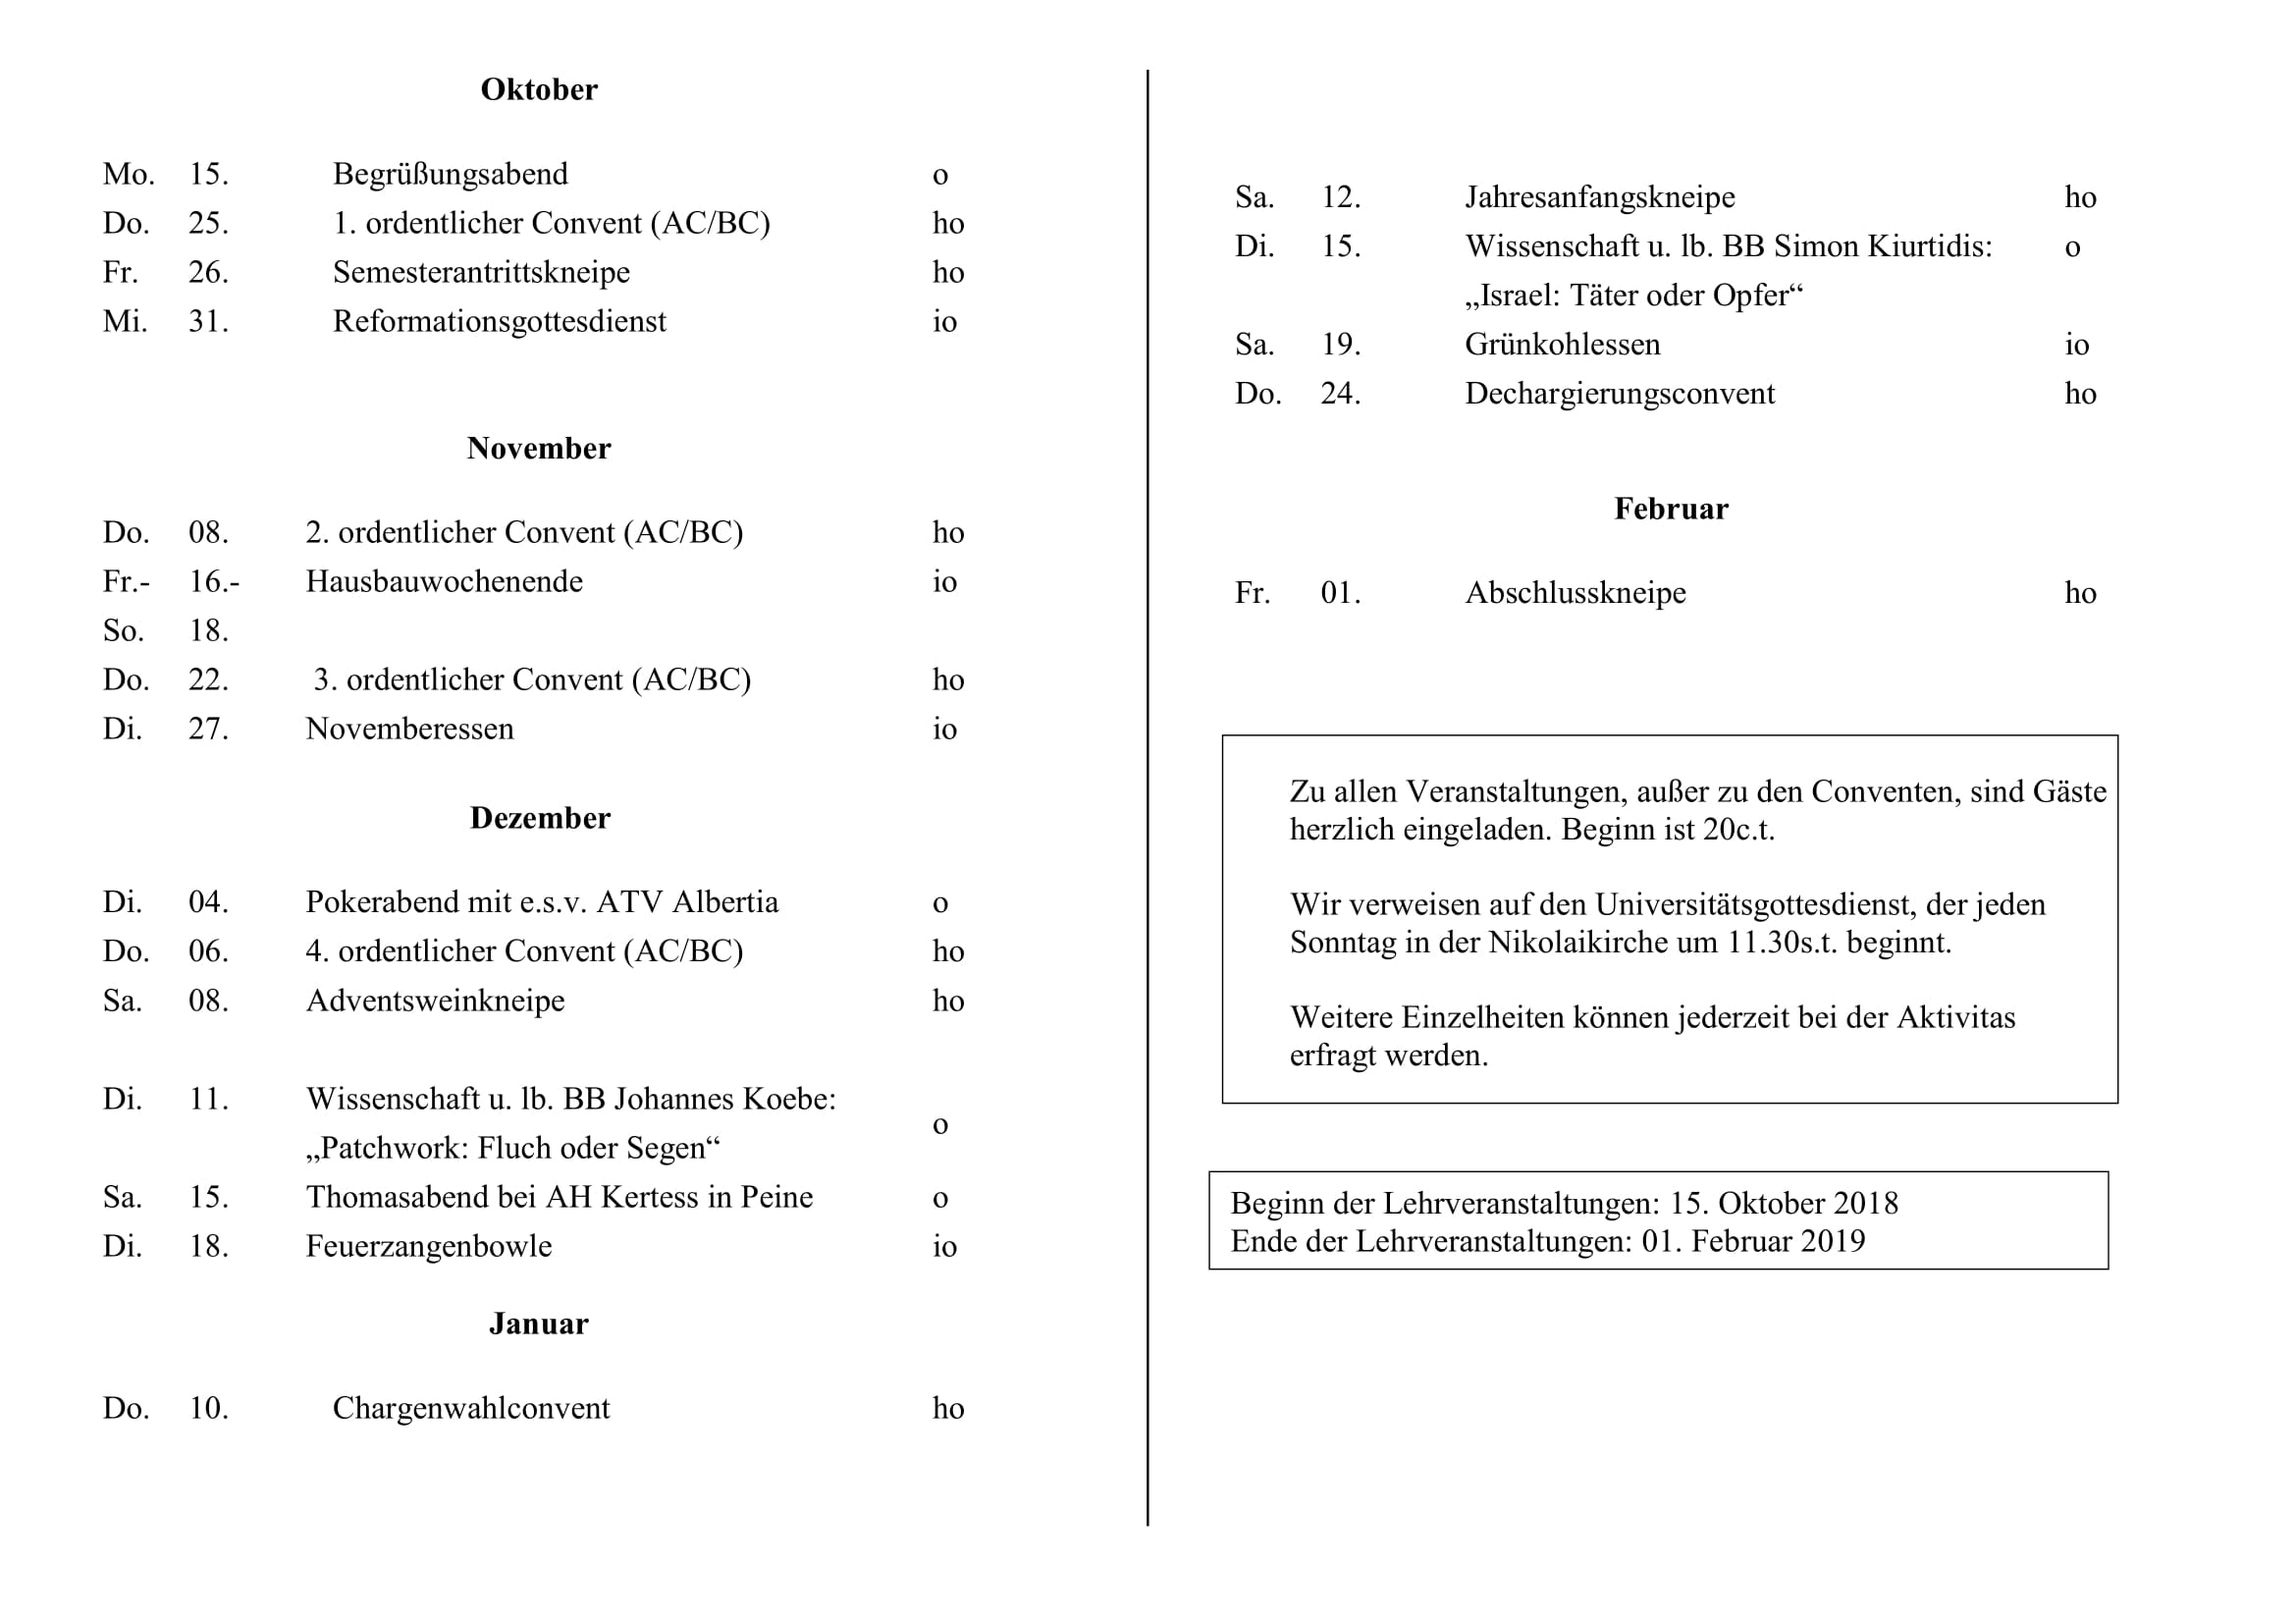 Oktober
Mo. 15. Begrüßungsabend o
Do. 25. 1. ordentlicher Convent (AC/BC) ho
Fr. 26. Semesterantrittskneipe ho
Mi. 31. Reformationsgottesdienst io
November
Do. 08. 2. ordentlicher Convent (AC/BC) ho
Fr.- 16.- Hausbauwochenende io
So. 18.
Do. 22. 3. ordentlicher Convent (AC/BC) ho
Di. 27. Novemberessen io
Dezember
Di. 04. Pokerabend mit e.s.v. ATV Albertia o
Do. 06. 4. ordentlicher Convent (AC/BC) ho
Sa. 08. Adventsweinkneipe ho
Di. 11. Wissenschaft u. lb. BB Johannes Koebe: o
„Patchwork: Fluch oder Segen“
Sa. 15. Thomasabend bei AH Kertess in Peine o
Di. 18. Feuerzangenbowle io
Januar
Do. 10. Chargenwahlconvent ho
Sa. 12. Jahresanfangskneipe ho
Di. 15. Wissenschaft u. lb. BB Simon Kiurtidis: o
„Israel: Täter oder Opfer“
Sa. 19. Grünkohlessen io
Do. 24. Dechargierungsconvent ho
Februar
Fr. 01. Abschlusskneipe ho
Zu allen Veranstaltungen, außer zu den Conventen, sind Gäste
herzlich eingeladen. Beginn ist 20c.t.
Wir verweisen auf den Universitätsgottesdienst, der jeden
Sonntag in der Nikolaikirche um 11.30s.t. beginnt.
Weitere Einzelheiten können jederzeit bei der Aktivitas
erfragt werden.
Beginn der Lehrveranstaltungen: 15. Oktober 2018
Ende der Lehrveranstaltungen: 01. Februar 2019